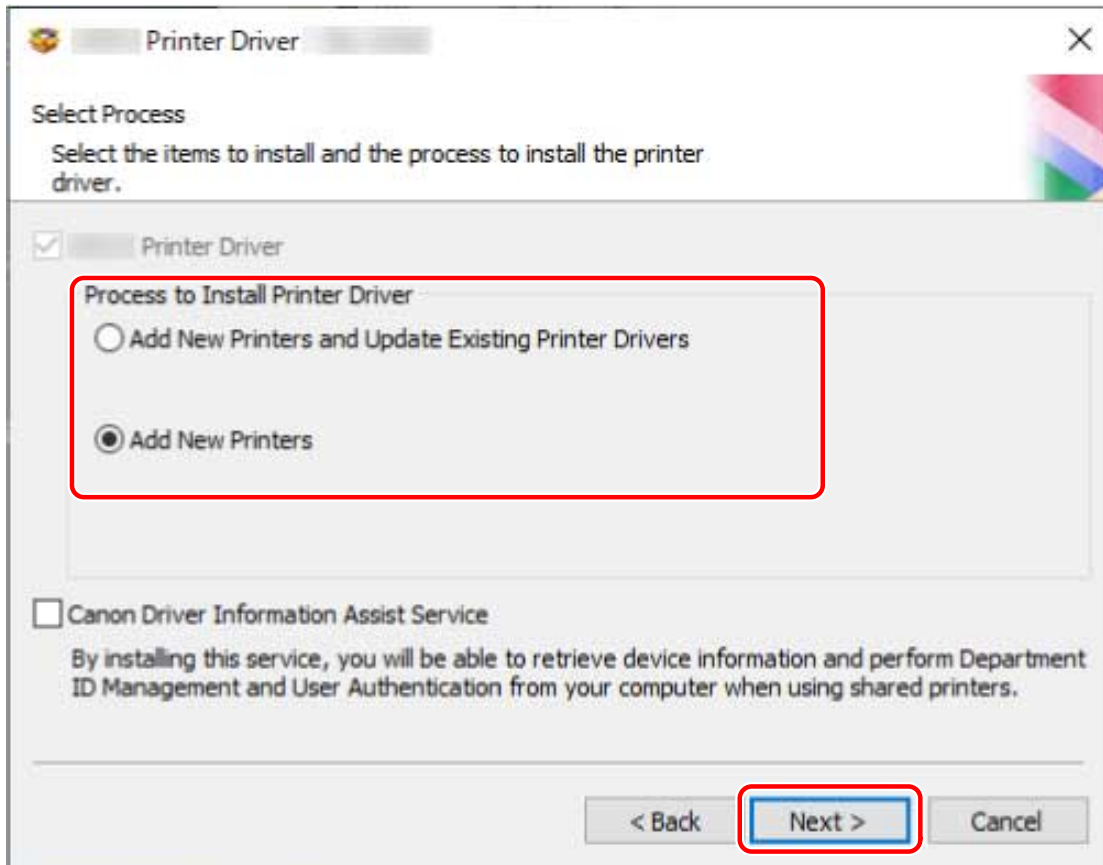 Printer Driver
Select Process
Select the items to install and the process to install the printer
driver.
Printer Driver
Process to Install Printer Driver
Add New Printers and Update Existing Printer Drivers
Add New Printers
Canon Driver Information Assist Service
By installing this service, you will be able to retrieve device information and perform Department
ID Management and User Authentication from your computer when using shared printers.
< Back
Next >
Cancel